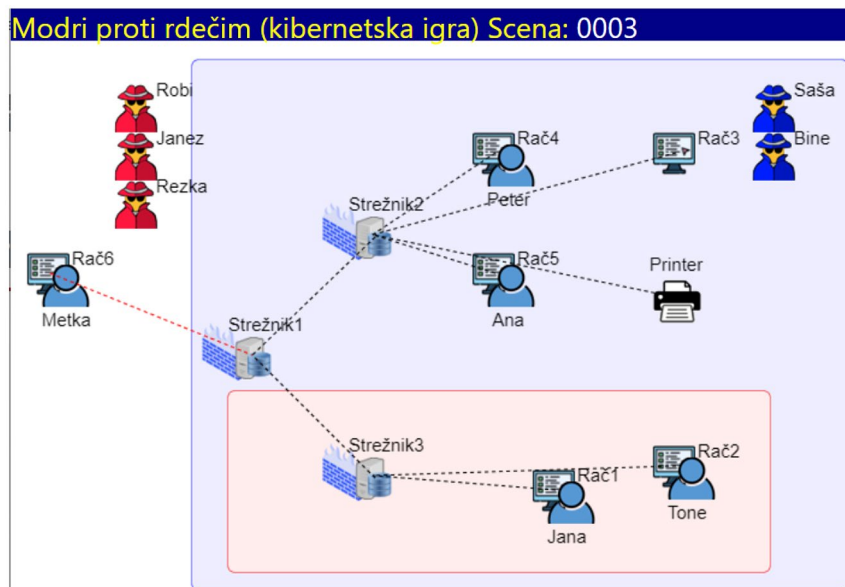 Modri proti rdečim (kibernetska igra) Scena: 0003
Robi
Saša
Janez
Rač4
Rač3
Bine
Rezka
Peter
Strežnik2
Rač6
Rač5
Printer
Metka
Ana
Strežnik1
Strežnik3
Rač1
Rač2
Jana
Tone